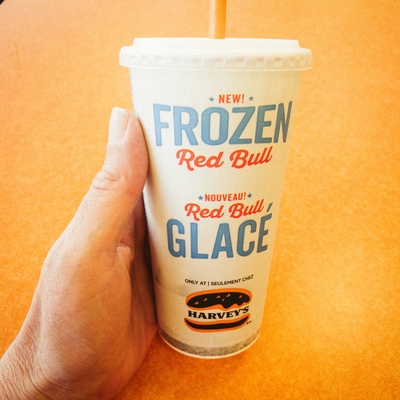 NEW!
FROZEN
Red Bull
NOUVEAU!
Red Bull
GLACÉ
ONLY AT | SEULEMENT CHEZ
HARVEY'S